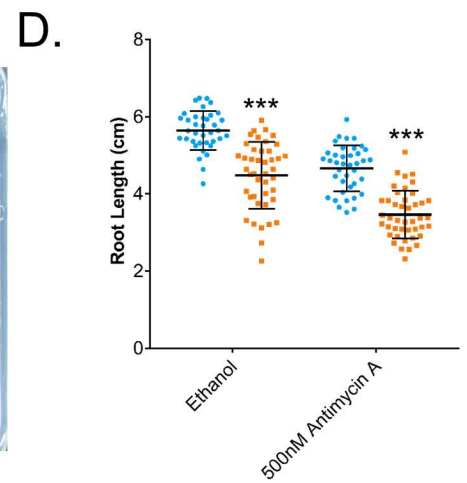 D.
8
6
4
2
0
Root Length (cm)
***
***
Ethanol
500nM Antimycin A